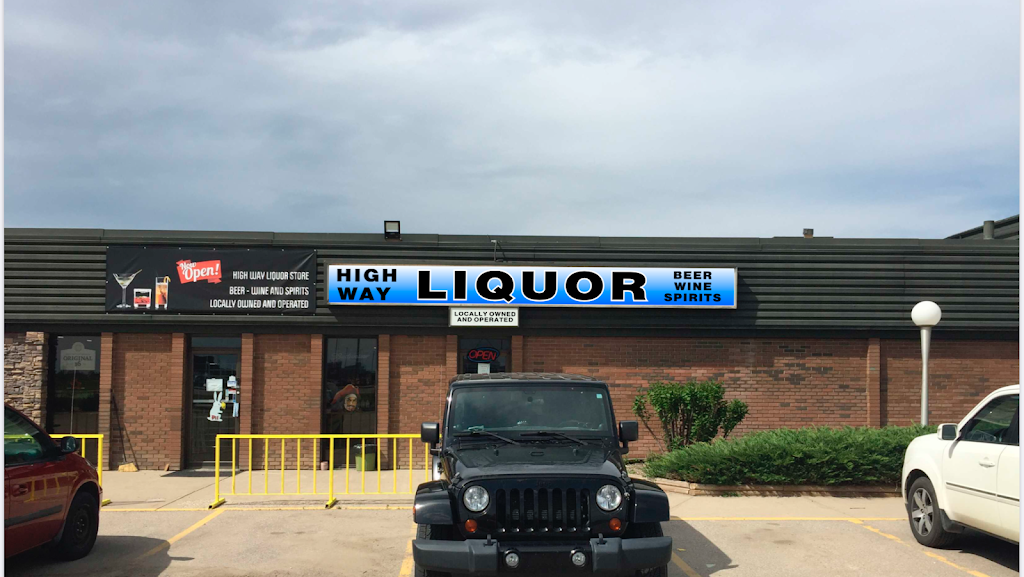 Now
Open!
HIGH WAY LIQUOR STORE
BEER - WINE AND SPIRITS
LOCALLY OWNED AND OPERATED
HIGH
WAY
LIQUOR
BEER
WINE
SPIRITS
LOCALLY OWNED
AND OPERATED
OPEN
ORIGINAL